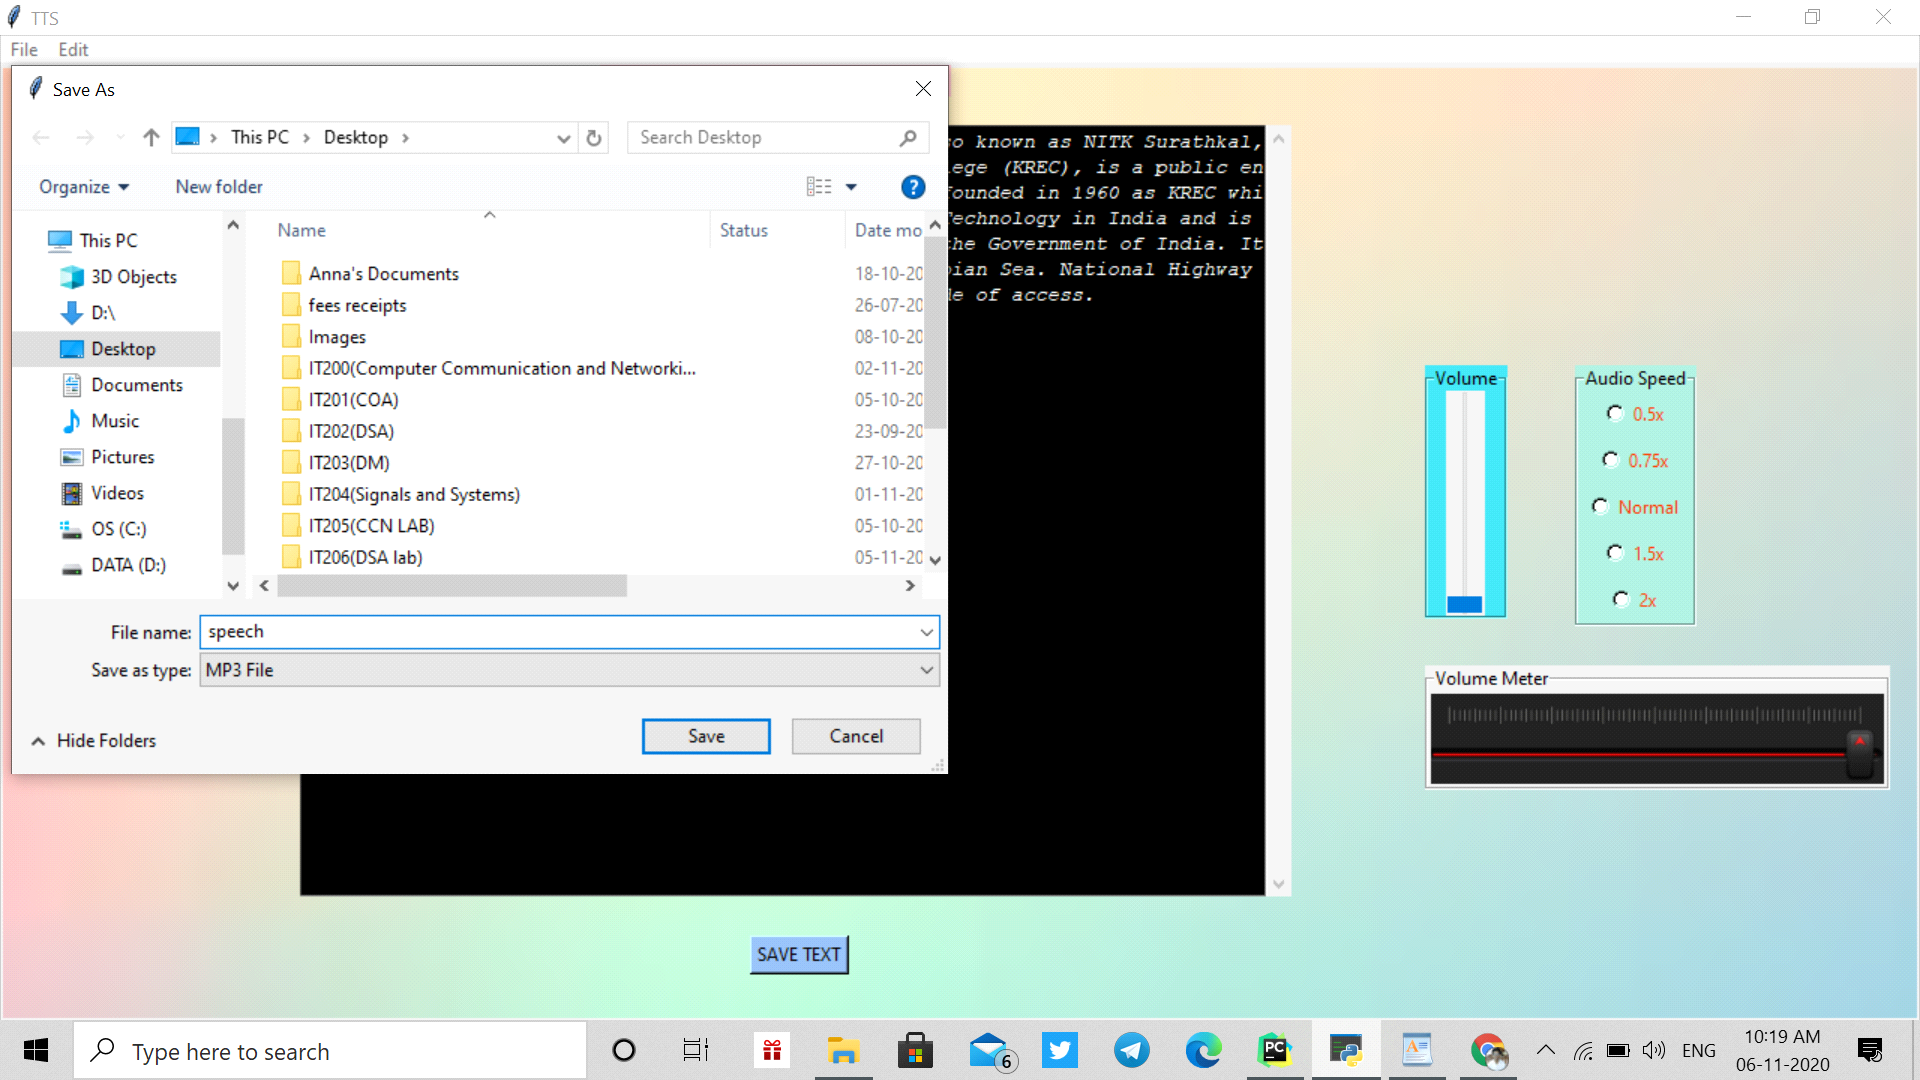 TTS
File Edit
Save As
This PC Desktop
Search Desktop
Organize New folder
Name Status Date mo
This PC
3D Objects
D:\
Desktop
Documents
Music
Pictures
Videos
OS (C:)
DATA (D:)
Anna's Documents 18-10-20
fees receipts 26-07-20
Images 08-10-20
IT200(Computer Communication and Networki... 02-11-20
IT201(COA) 05-10-20
IT202(DSA) 23-09-20
IT203(DM) 27-10-20
IT204(Signals and Systems) 01-11-20
IT205(CCN LAB) 05-10-20
IT206(DSA lab) 05-11-20
File name: speech
Save as type: MP3 File
Hide Folders
Save Cancel
so known as NITK Surathkal,
lege (KREC), is a public en
founded in 1960 as KREC whi
Technology in India and is
the Government of India. It
bian Sea. National Highway
de of access.
Volume
Audio Speed
0.5x
0.75x
Normal
1.5x
2x
Volume Meter
SAVE TEXT
Type here to search
6
PC
ENG
10:19 AM
06-11-2020